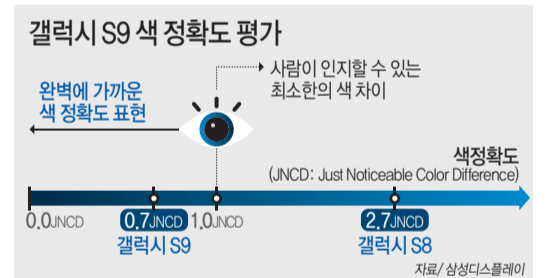 갤럭시 S9 색 정확도 평가
사람이 인지할 수 있는
최소한의 색 차이
완벽에 가까운
색 정확도 표현
색정확도
(JNCD: Just Noticeable Color Difference)
0.0JNCD 0.7JNCD 1.0JNCD 2.7JNCD
갤럭시 S9 갤럭시 S8
자료/삼성디스플레이